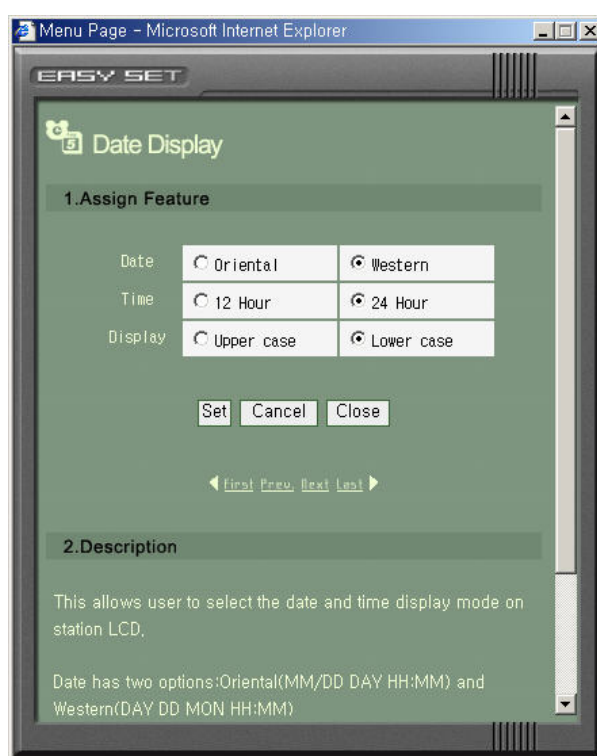 Menu Page - Microsoft Internet Explorer
EASY SET
5
Date Display
1.Assign Feature
Date Oriental Western
Time 12 Hour 24 Hour
Display Upper case Lower case
Set Cancel Close
First Prev. Next Last
2.Description
This allows user to select the date and time display mode on
station LCD.
Date has two options:Oriental(MM/DD DAY HH:MM) and
Western(DAY DD MON HH:MM)